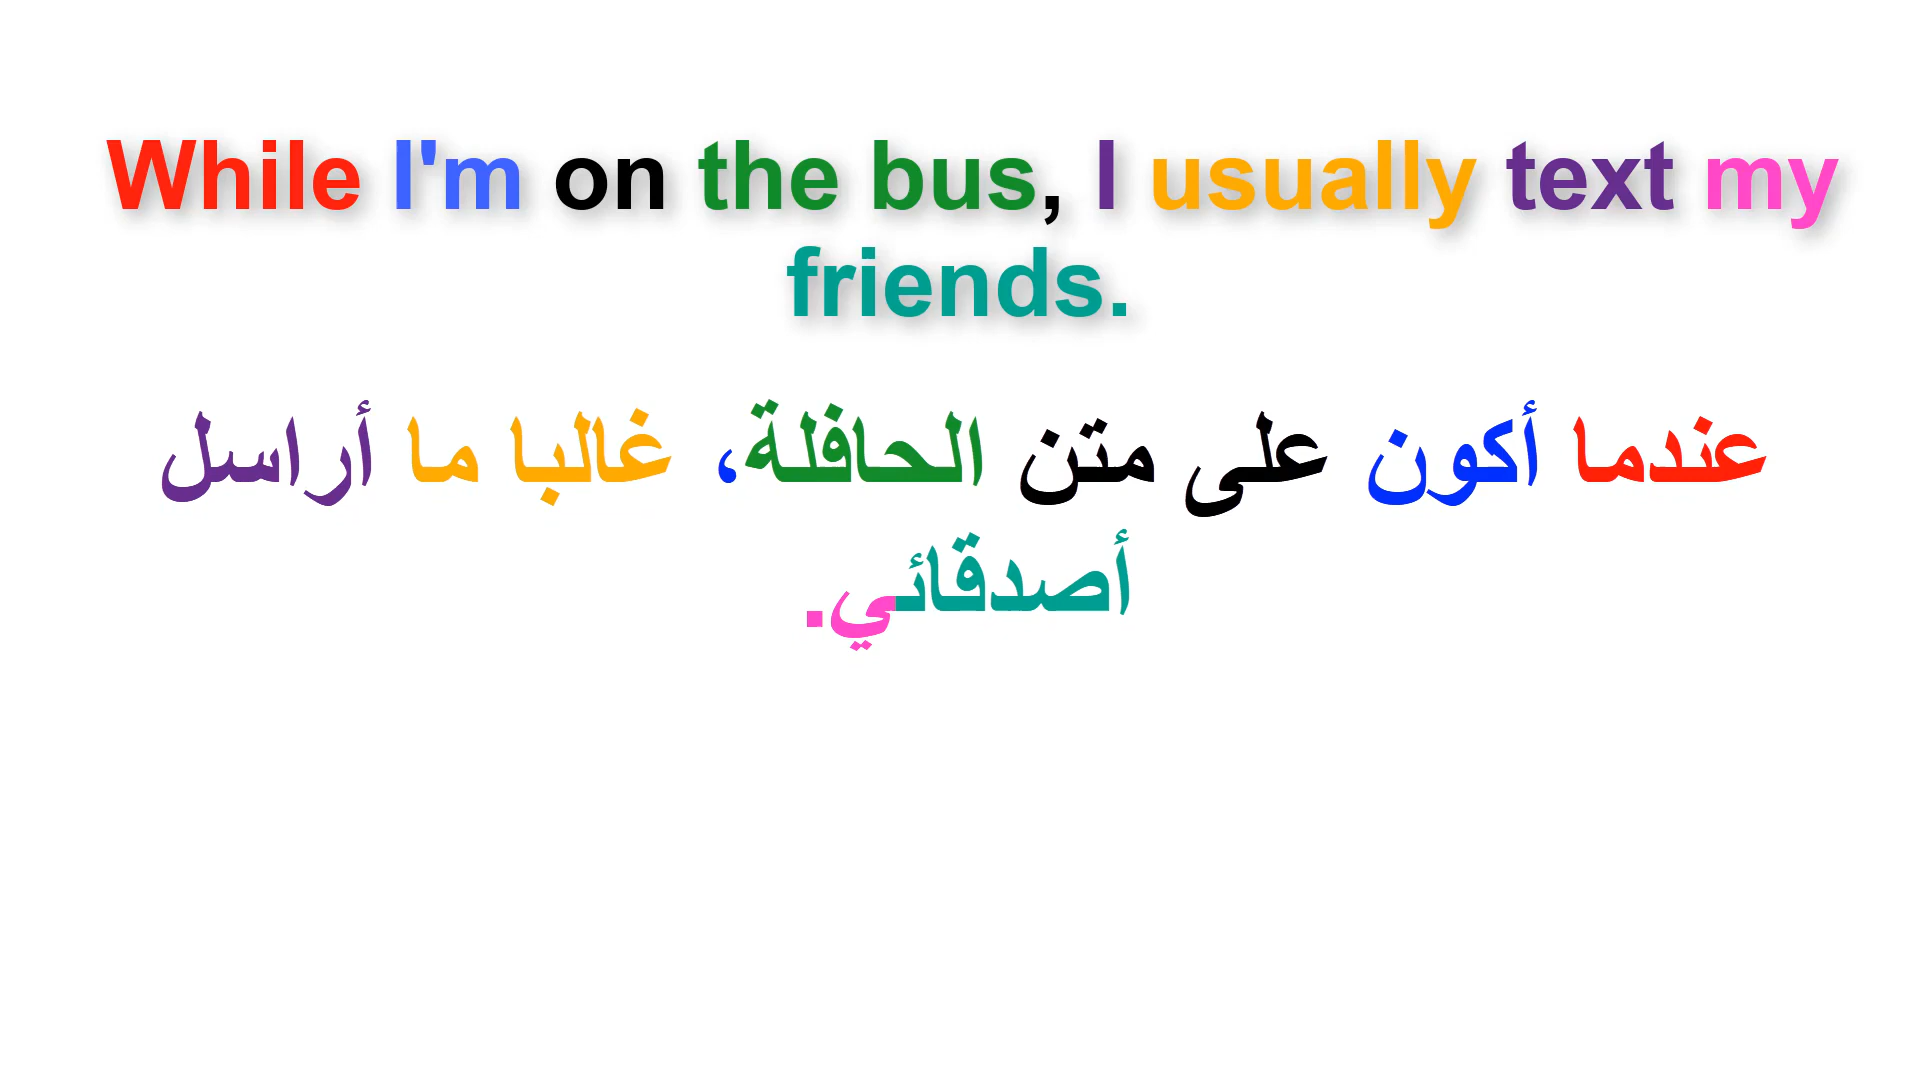 While I'm on the bus, I usually text my
friends.
عندما أكون على متن الحافلة، غالبا ما أراسل
أصدقائي.